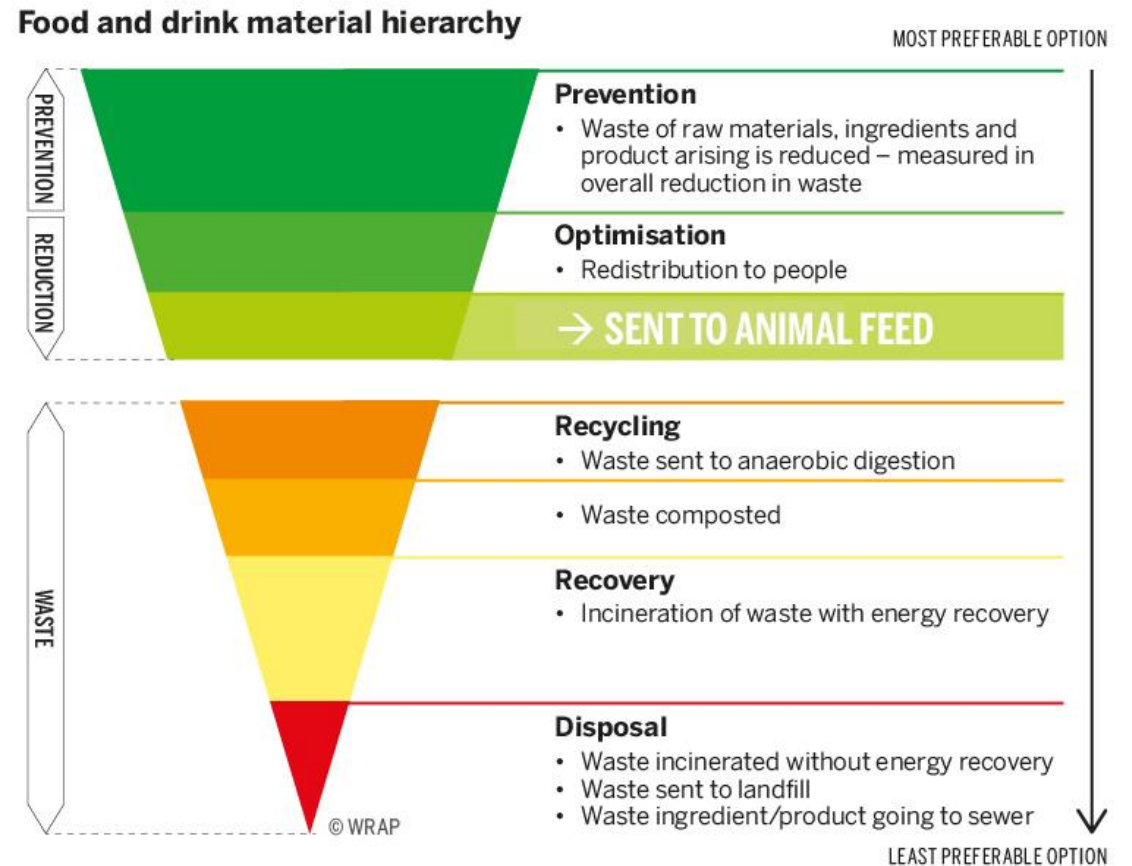 Food and drink material hierarchy
MOST PREFERABLE OPTION
PREVENTION
Prevention
• Waste of raw materials, ingredients and
product arising is reduced – measured in
overall reduction in waste
REDUCTION
Optimisation
• Redistribution to people
→ SENT TO ANIMAL FEED
WASTE
Recycling
• Waste sent to anaerobic digestion
• Waste composted
Recovery
• Incineration of waste with energy recovery
Disposal
• Waste incinerated without energy recovery
• Waste sent to landfill
• Waste ingredient/product going to sewer
© WRAP
LEAST PREFERABLE OPTION